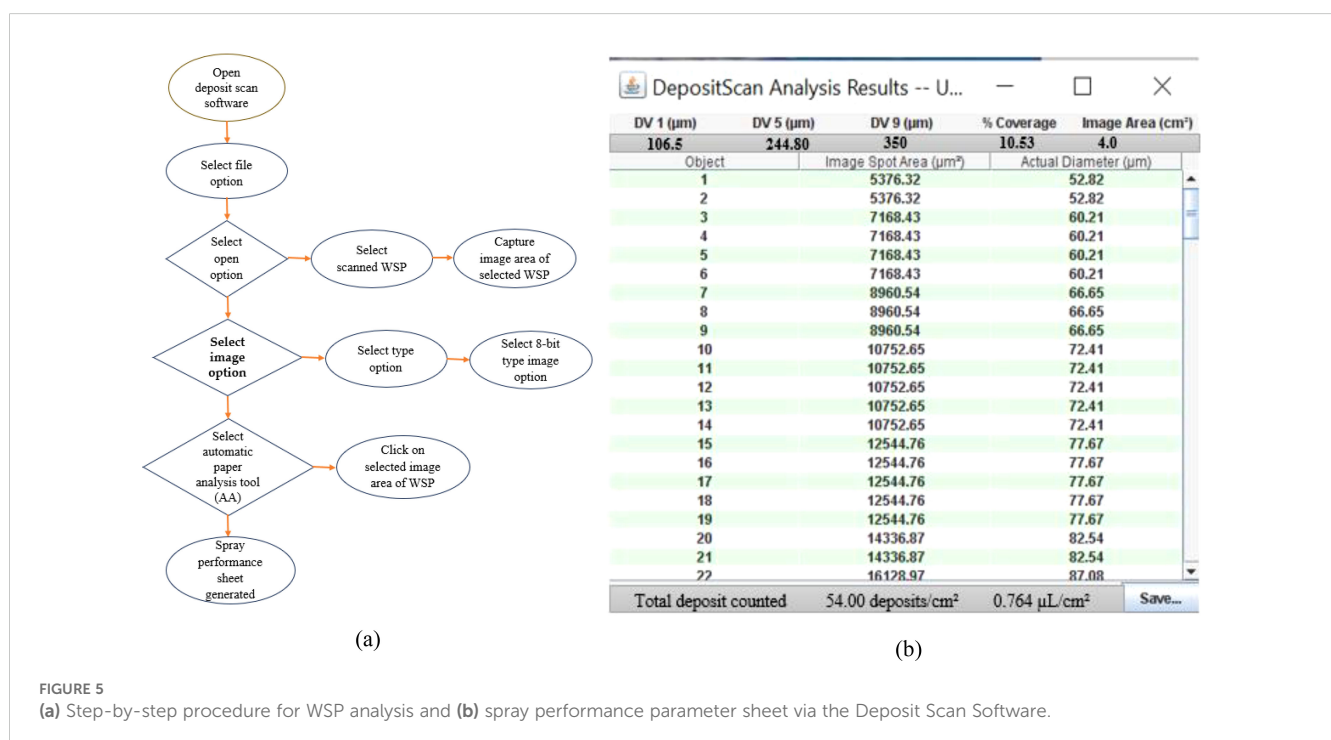 Open
deposit scan
software
Select file
option
Select
open
option
Select
scanned WSP
Capture
image area of
selected WSP
Select
image
option
Select type
option
Select 8-bit
type image
option
Select
automatic
paper
analysis tool
(AA)
Click on
selected image
area of WSP
Spray
performance
sheet
generated
(a)
DepositScan Analysis Results -- U...
DV 1 (µm) DV 5 (µm) DV 9 (µm) % Coverage Image Area (cm²)
106.5 244.80 350 10.53 4.0
Object Image Spot Area (µm²) Actual Diameter (µm)
1 5376.32 52.82
2 5376.32 52.82
3 7168.43 60.21
4 7168.43 60.21
5 7168.43 60.21
6 7168.43 60.21
7 8960.54 66.65
8 8960.54 66.65
9 8960.54 66.65
10 10752.65 72.41
11 10752.65 72.41
12 10752.65 72.41
13 10752.65 72.41
14 10752.65 72.41
15 12544.76 77.67
16 12544.76 77.67
17 12544.76 77.67
18 12544.76 77.67
19 12544.76 77.67
20 14336.87 82.54
21 14336.87 82.54
22 16128.97 87.08
Total deposit counted 54.00 deposits/cm² 0.764 µL/cm² Save...
(b)
FIGURE 5
(a) Step-by-step procedure for WSP analysis and (b) spray performance parameter sheet via the Deposit Scan Software.